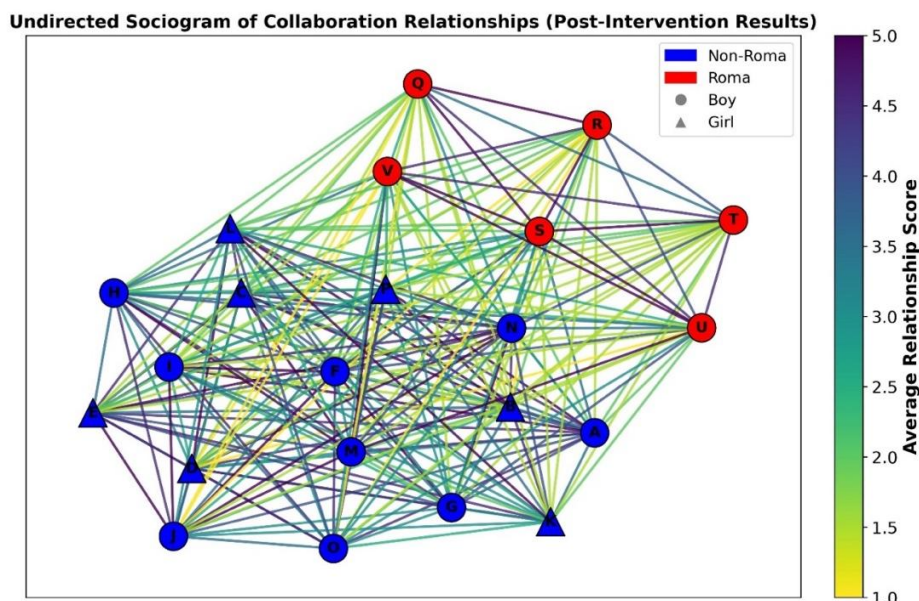 Undirected Sociogram of Collaboration Relationships (Post-Intervention Results)
Non-Roma
Roma
Boy
Girl
Q
R
V
T
S
L
H
C
P
N
U
I
F
E
B
A
M
D
G
K
J
O
5.0
4.5
4.0
3.5
3.0
2.5
2.0
1.5
1.0
Average Relationship Score